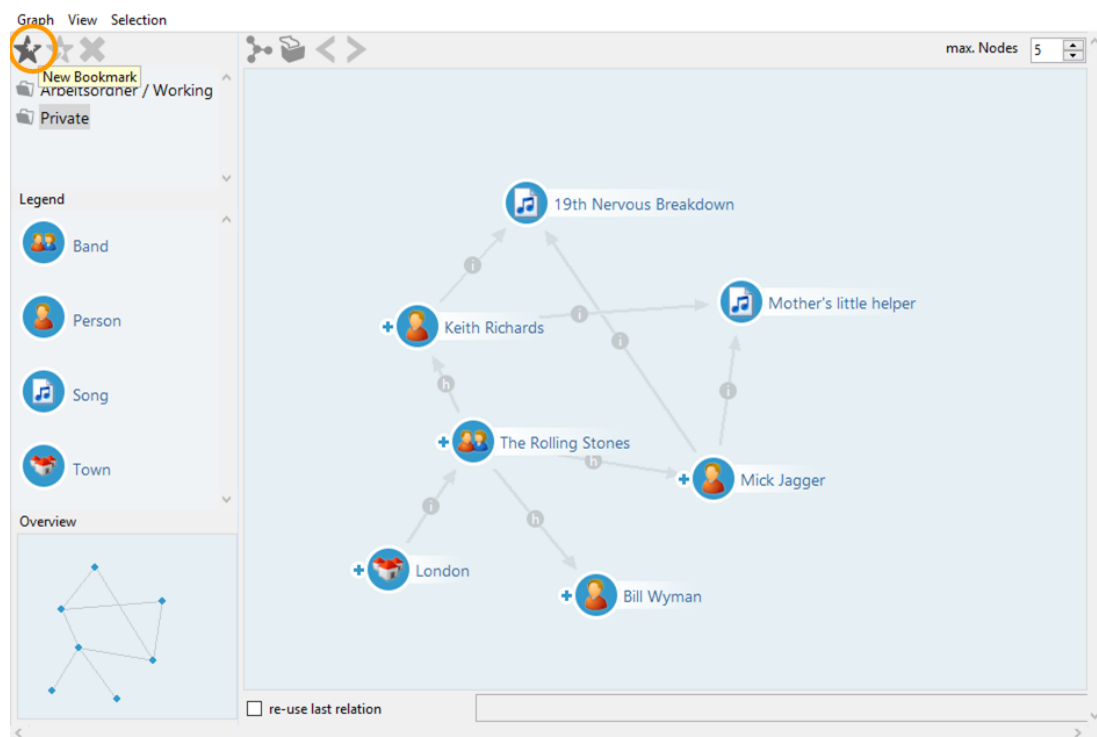 Graph View Selection
max. Nodes 5
New Bookmark
Arbeitsordner / Working
Private
Legend
Band
Person
Song
Town
Overview
19th Nervous Breakdown
i
Mother's little helper
Keith Richards
i
i
h
i
The Rolling Stones
h
Mick Jagger
i
h
London
Bill Wyman
re-use last relation